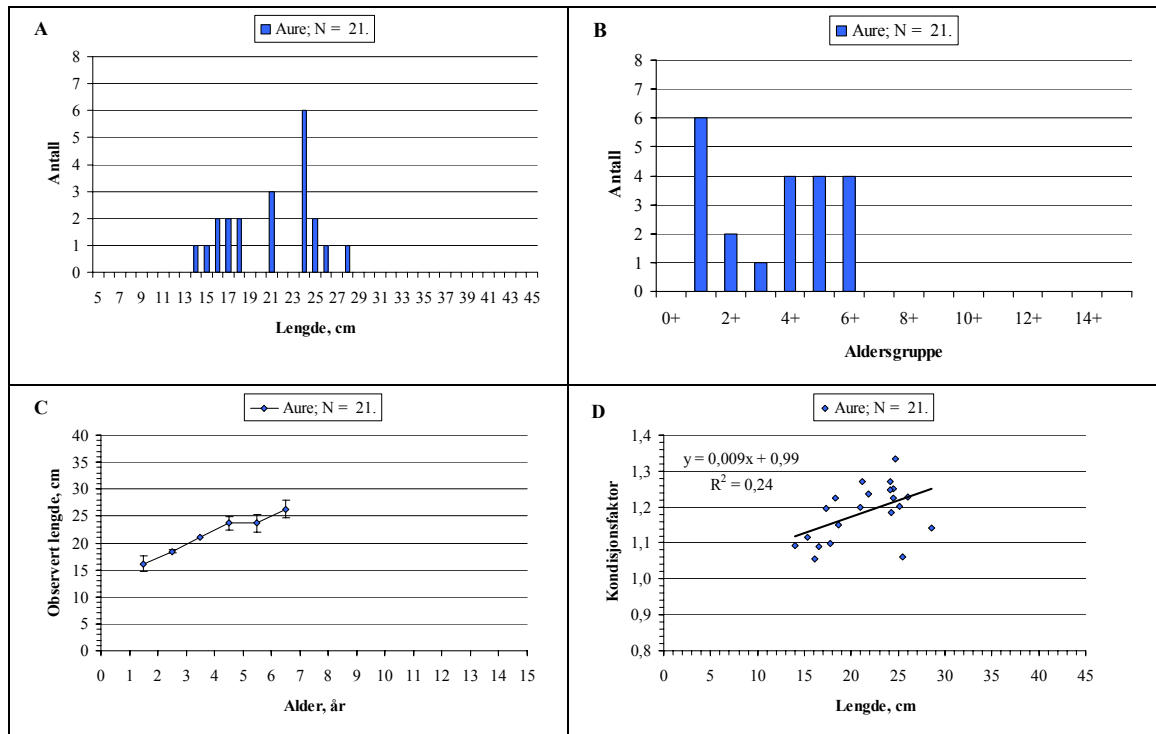 A
Aure; N = 21.
8
7
6
5
4
3
2
1
0
Antall
5 7 9 11 13 15 17 19 21 23 25 27 29 31 33 35 37 39 41 43 45
Lengde, cm
B
Aure; N = 21.
8
7
6
5
4
3
2
1
0
Antall
0+ 2+ 4+ 6+ 8+ 10+ 12+ 14+
Aldersgruppe
C
Aure; N = 21.
40
35
30
25
20
15
10
5
0
Observert lengde, cm
0 1 2 3 4 5 6 7 8 9 10 11 12 13 14 15
Alder, år
D
Aure; N = 21.
1,4
1,3
1,2
1,1
1,0
0,9
0,8
Kondisjonsfaktor
y = 0,009x + 0,99
R² = 0,24
0 5 10 15 20 25 30 35 40 45
Lengde, cm